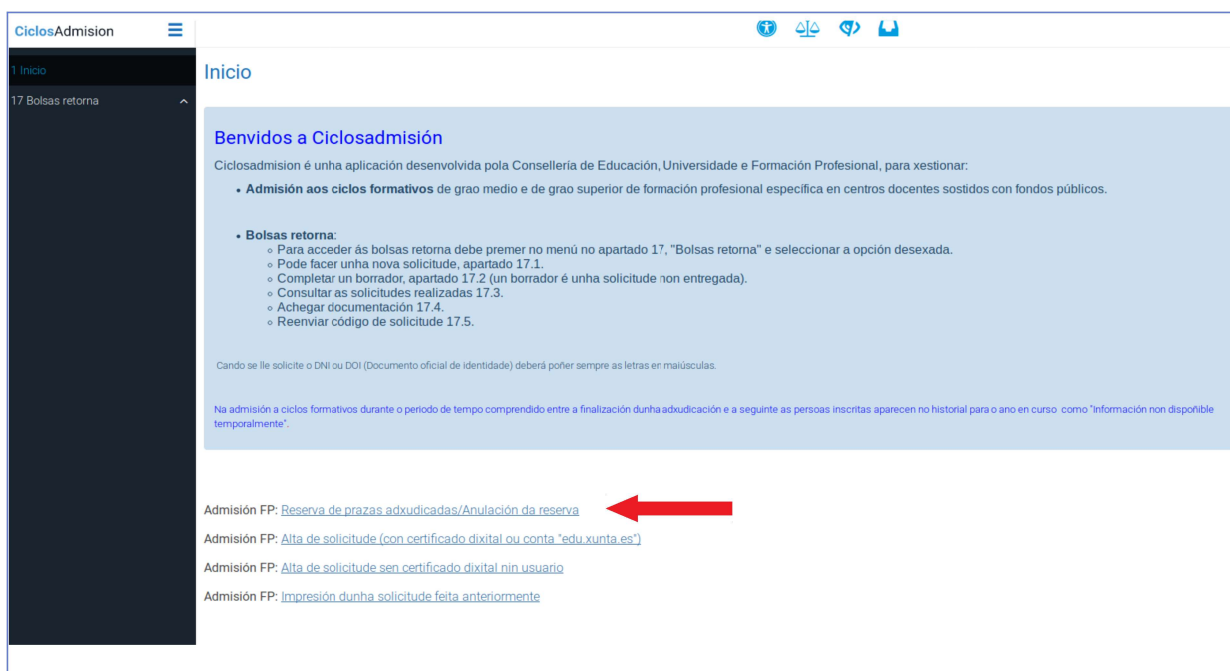 CiclosAdmision
1 Inicio
17 Bolsas retorna
Inicio
Benvidos a Ciclosadmisión
Ciclosadmision é unha aplicación desenvolvida pola Consellería de Educación, Universidade e Formación Profesional, para xestionar:
• Admisión aos ciclos formativos de grao medio e de grao superior de formación profesional específica en centros docentes sostidos con fondos públicos.
• Bolsas retorna:
○ Para acceder ás bolsas retorna debe premer no menú no apartado 17, "Bolsas retorna" e seleccionar a opción desexada.
○ Pode facer unha nova solicitude, apartado 17.1.
○ Completar un borrador, apartado 17.2 (un borrador é unha solicitude non entregada).
○ Consultar as solicitudes realizadas 17.3.
○ Achegar documentación 17.4.
○ Reenviar código de solicitude 17.5.
Cando se lle solicite o DNI ou DOI (Documento oficial de identidade) deberá poñer sempre as letras en maiúsculas.
Na admisión a ciclos formativos durante o periodo de tempo comprendido entre a finalización dunha adxudicación e a seguinte as persoas inscritas aparecen no historial para o ano en curso como "Información non dispoñible
temporalmente".
Admisión FP: Reserva de prazas adxudicadas/Anulación da reserva
Admisión FP: Alta de solicitude (con certificado dixital ou conta "edu.xunta.es")
Admisión FP: Alta de solicitude sen certificado dixital nin usuario
Admisión FP: Impresión dunha solicitude feita anteriormente